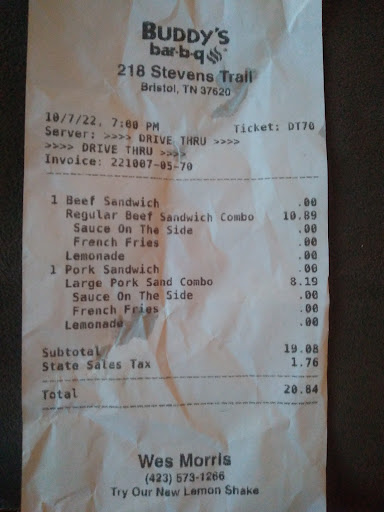 BUDDY'S
bar-b-q
218 Stevens Trail
Bristol, TN 37620
10/7/22, 7:00 PM Ticket: DT70
Server: >>>> DRIVE THRU >>>>
>>>> DRIVE THRU >>>>
Invoice: 221007-05-70
1 Beef Sandwich .00
Regular Beef Sandwich Combo 10.89
Sauce On The Side .00
French Fries .00
Lemonade .00
1 Pork Sandwich .00
Large Pork Sand Combo 8.19
Sauce On The Side .00
French Fries .00
Lemonade .00
Subtotal 19.08
State Sales Tax 1.76
Total 20.84
Wes Morris
(423) 573-1266
Try Our New Lemon Shake